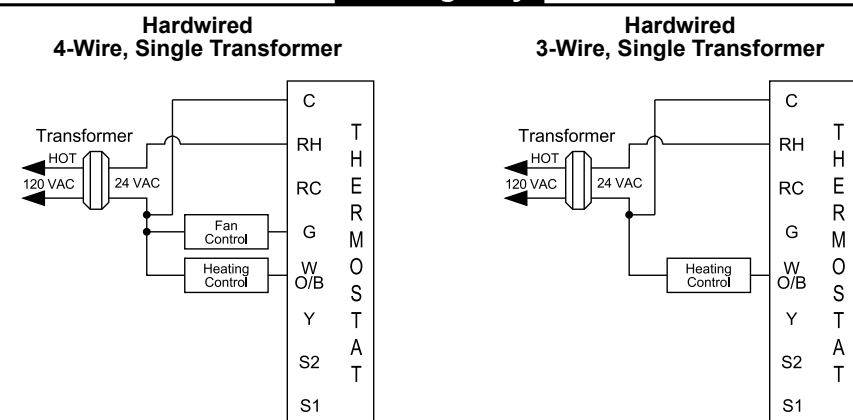 Hardwired
4-Wire, Single Transformer
Transformer
HOT
120 VAC
24 VAC
Fan
Control
Heating
Control
C
RH
RC
G
W
O/B
Y
S2
S1
THERMOSTAT
Hardwired
3-Wire, Single Transformer
Transformer
HOT
120 VAC
24 VAC
Heating
Control
C
RH
RC
G
W
O/B
Y
S2
S1
THERMOSTAT